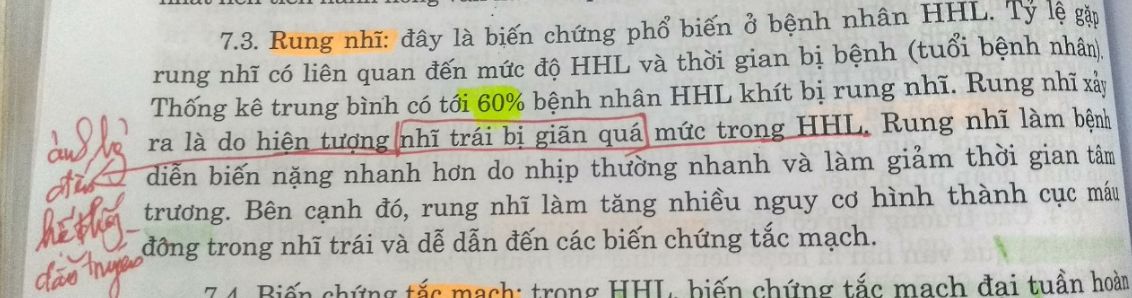 7.3. Rung nhĩ: đây là biến chứng phổ biến ở bệnh nhân HHL. Tỷ lệ gặp
rung nhĩ có liên quan đến mức độ HHL và thời gian bị bệnh (tuổi bệnh nhân).
Thống kê trung bình có tới 60% bệnh nhân HHL khít bị rung nhĩ. Rung nhĩ xảy
ra là do hiện tượng nhĩ trái bị giãn quá mức trong HHL. Rung nhĩ làm bệnh
diễn biến nặng nhanh hơn do nhịp thường nhanh và làm giảm thời gian tâm
trương. Bên cạnh đó, rung nhĩ làm tăng nhiều nguy cơ hình thành cục máu
đông trong nhĩ trái và dễ dẫn đến các biến chứng tắc mạch.
7.4. Biến chứng tắc mạch: trong HHL, biến chứng tắc mạch đại tuần hoàn
đến
hệ thống
dẫn truyền